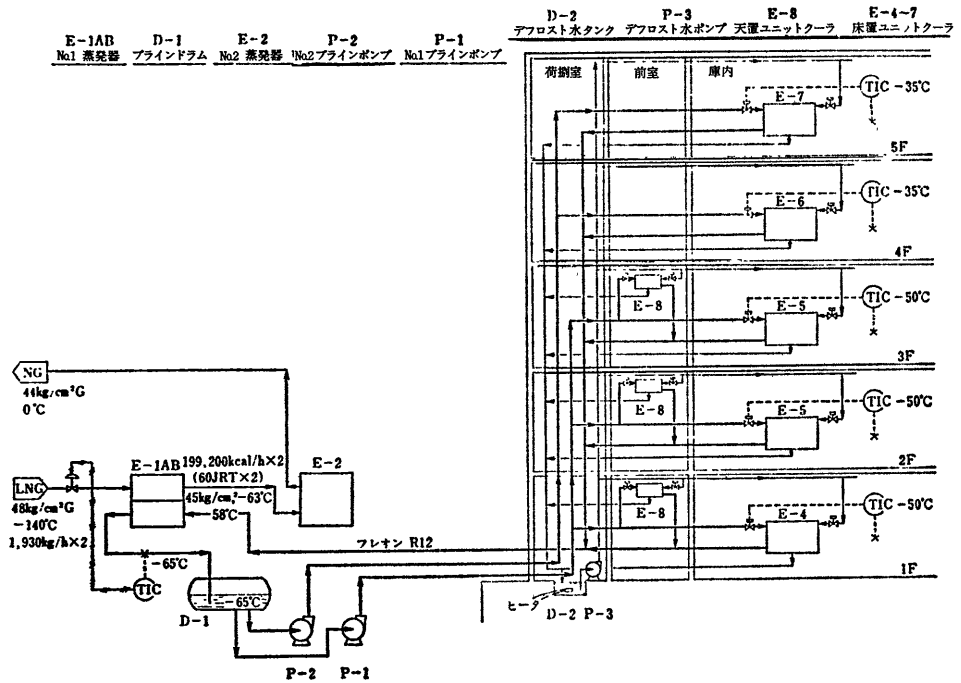 D-2 P-3 E-8 E-4~7
デフロスト水タンク デフロスト水ポンプ 天置ユニットクーラ 床置ユニットクーラ
E-1AB D-1 E-2 P-2 P-1
No1 蒸発器 ブラインドラム No2 蒸発器 No2ブラインポンプ No1ブラインポンプ
荷捌室 前室 庫内
TIC -35℃
E-7
5F
TIC -35℃
E-6
4F
TIC -50℃
E-8 E-5
3F
NG
44kg/cm²G
0℃
TIC -50℃
E-8 E-5
2F
E-1AB 199,200kcal/h×2 E-2
(60JRT×2)
LNG 45kg/cm²-63℃
58℃
48kg/cm²G
-140℃
1,930kg/h×2
TIC -50℃
E-8 E-4
フレオン R12
1F
-65℃
TIC
-65℃
D-1
ヒータ D-2 P-3
P-2 P-1